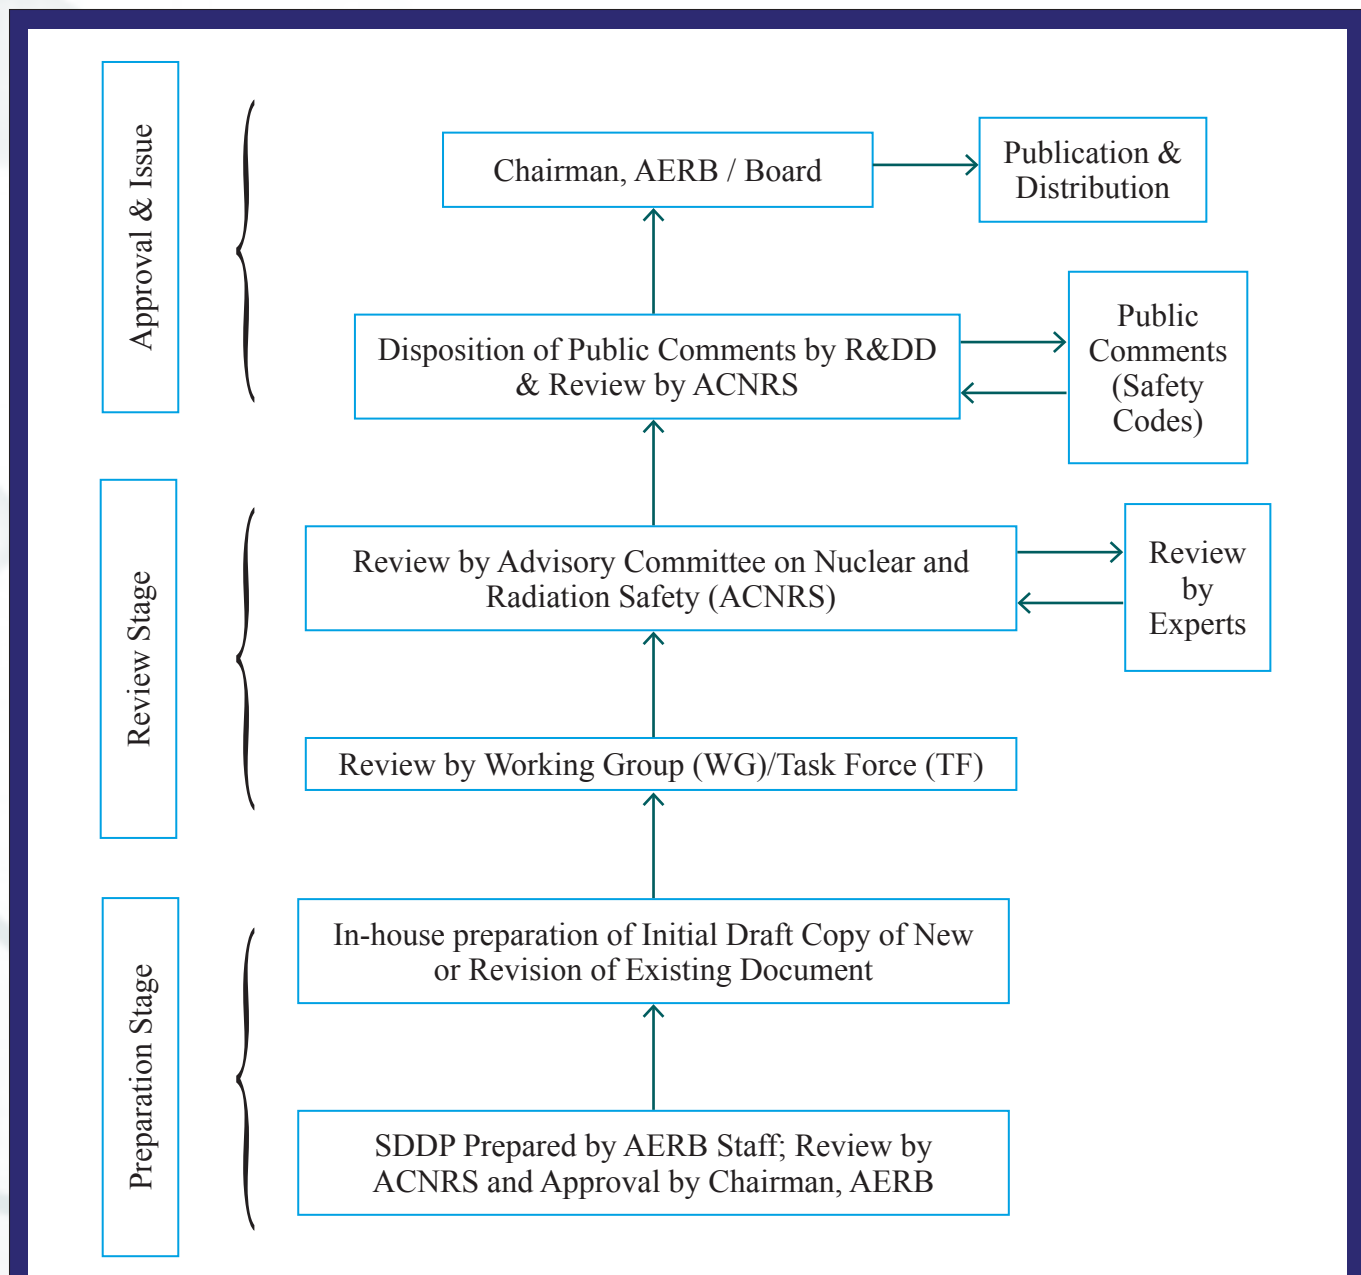 Approval & Issue
Chairman, AERB / Board
Publication &
Distribution
Disposition of Public Comments by R&DD
& Review by ACNRS
Public
Comments
(Safety
Codes)
Review Stage
Review by Advisory Committee on Nuclear and
Radiation Safety (ACNRS)
Review
by
Experts
Review by Working Group (WG)/Task Force (TF)
Preparation Stage
In-house preparation of Initial Draft Copy of New
or Revision of Existing Document
SDDP Prepared by AERB Staff; Review by
ACNRS and Approval by Chairman, AERB